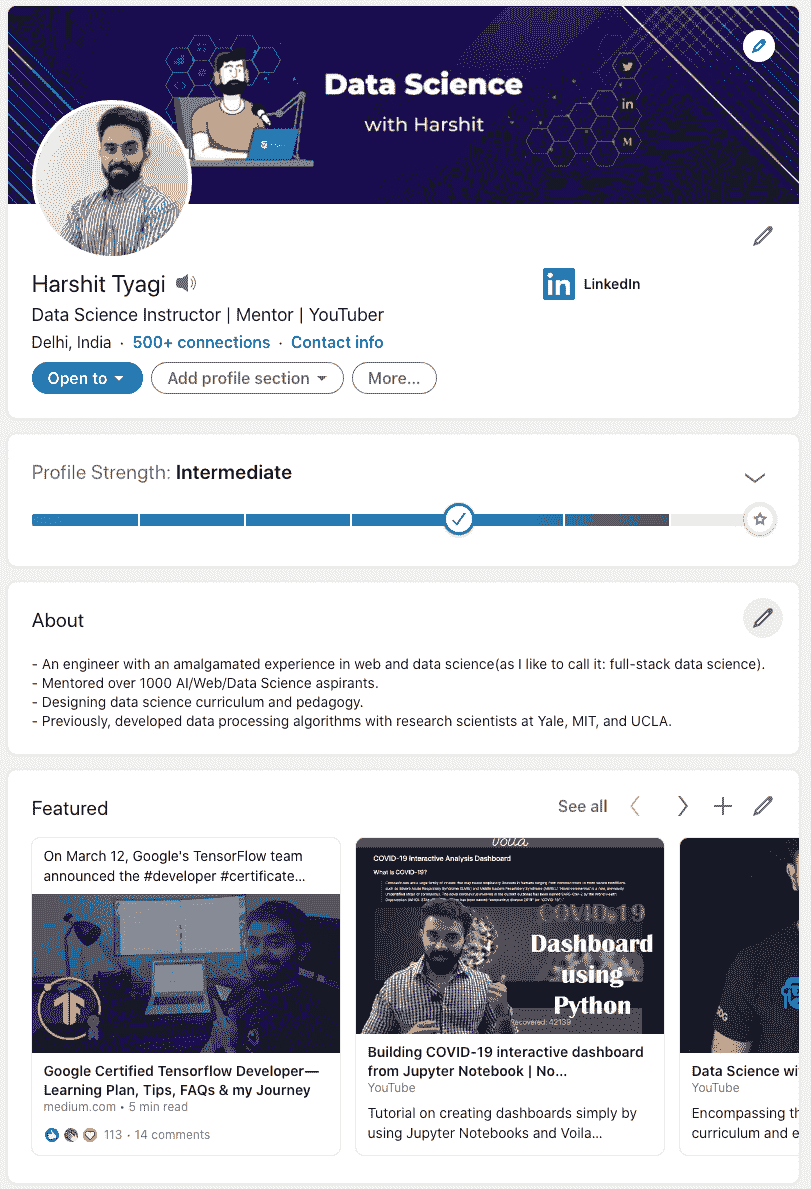 Data Science
with Harshit
in
M
Harshit Tyagi
in LinkedIn
Data Science Instructor | Mentor | YouTuber
Delhi, India · 500+ connections · Contact info
Open to
Add profile section
More...
Profile Strength: Intermediate
About
- An engineer with an amalgamated experience in web and data science(as I like to call it: full-stack data science).
- Mentored over 1000 AI/Web/Data Science aspirants.
- Designing data science curriculum and pedagogy.
- Previously, developed data processing algorithms with research scientists at Yale, MIT, and UCLA.
Featured
See all
On March 12, Google's TensorFlow team
announced the #developer #certificate...
Google Certified Tensorflow Developer—
Learning Plan, Tips, FAQs & my Journey
medium.com • 5 min read
113 · 14 comments
voila
COVID-19 Interactive Analysis Dashboard
What is COVID-19?
COVID-19
Dashboard
using
Python
Recovered: 42139
Building COVID-19 interactive dashboard
from Jupyter Notebook | No...
YouTube
Tutorial on creating dashboards simply by
using Jupyter Notebooks and Voila...
Data Science wi
YouTube
Encompassing th
curriculum and e